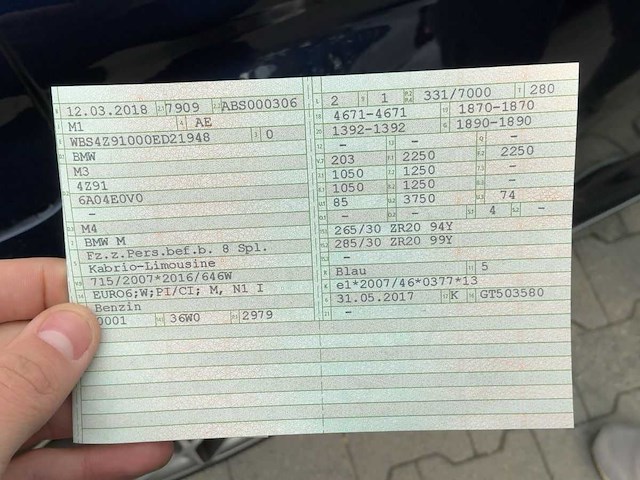 12.03.2018 7909 ABS000306
M1 AE
WBS4Z91000ED21948 0
BMW
M3
4Z91
6A04E0V0
-
M4
BMW M
Fz.z.Pers.bef.b. 8 Spl.
Kabrio-Limousine
715/2007*2016/646W
EURO6;W;PI/CI; M, N1 I
Benzin
0001 36W0 2979
2 1 331/7000 280
4671-4671 1870-1870
1392-1392 1890-1890
- - - -
203 2250 2250
1050 1250 -
1050 1250 -
85 3750 74
- - 4 -
265/30 ZR20 94Y
285/30 ZR20 99Y
-
Blau 5
e1*2007/46*0377*13
31.05.2017 K GT503580
-